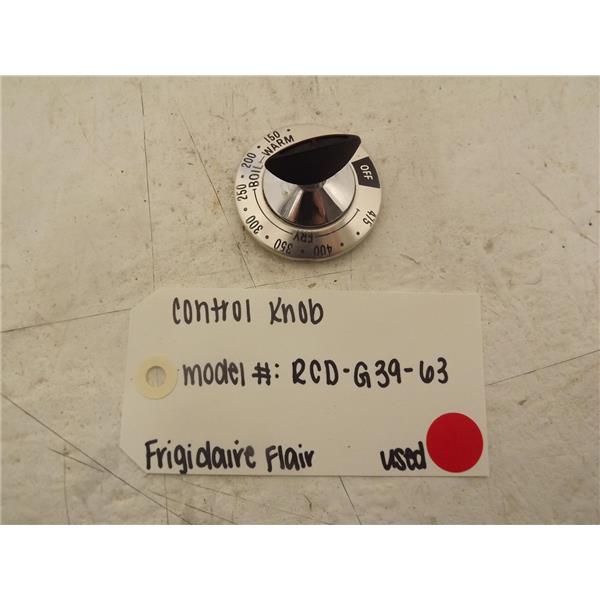 OFF
WARM
BOIL
FRY
150
200
250
300
350
400
475
control knob
model #: RCD-G39-63
Frigidaire Flair
used